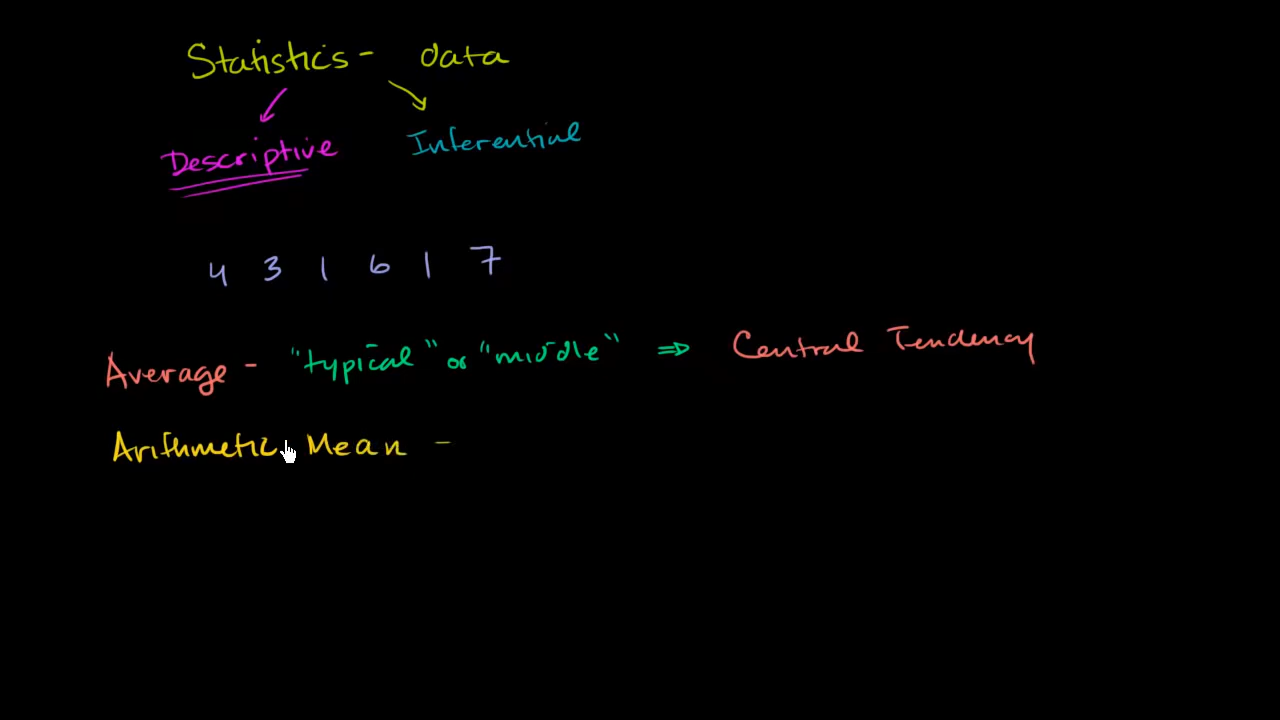 Statistics - data
Descriptive Inferential
4 3 1 6 1 7
Average - "typical" or "middle" ⇒ Central Tendency
Arithmetic Mean -